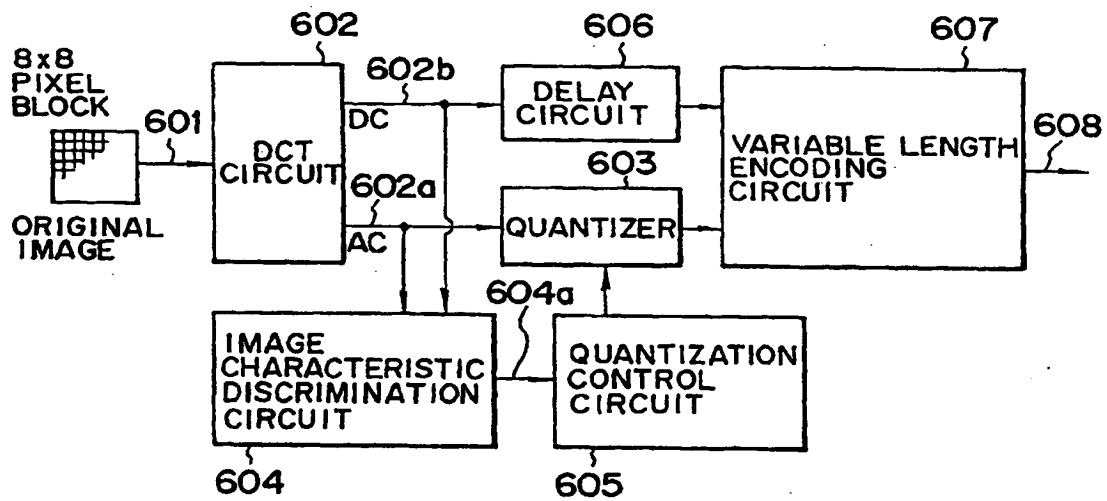 602
606
607
8x8
PIXEL
BLOCK
602b
DELAY
CIRCUIT
601
DC
DCT
CIRCUIT
VARIABLE LENGTH
ENCODING
CIRCUIT
608
603
602a
QUANTIZER
AC
ORIGINAL
IMAGE
604a
IMAGE
CHARACTERISTIC
DISCRIMINATION
CIRCUIT
QUANTIZATION
CONTROL
CIRCUIT
604
605